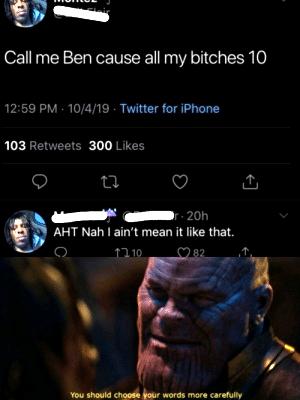 Call me Ben cause all my bitches 10
12:59 PM · 10/4/19 · Twitter for iPhone
103 Retweets 300 Likes
· 20h
AHT Nah I ain't mean it like that.
10 82
You should choose your words more carefully